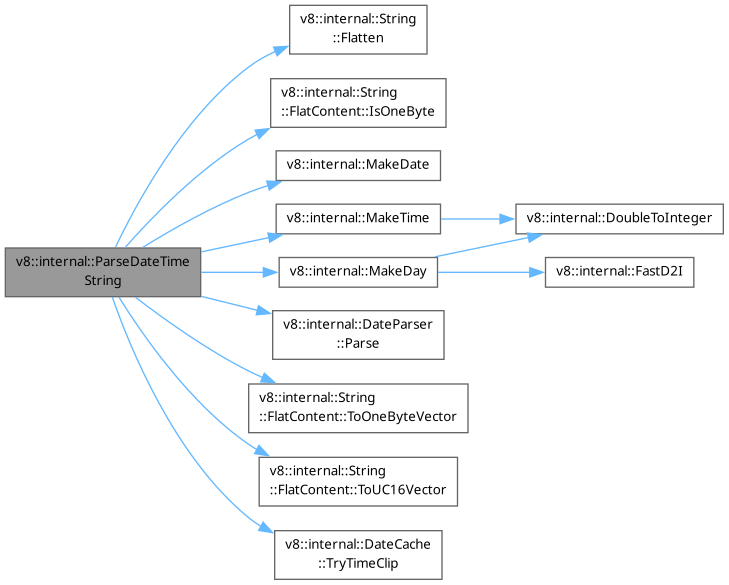 v8::internal::String
::Flatten
v8::internal::String
::FlatContent::IsOneByte
v8::internal::MakeDate
v8::internal::MakeTime
v8::internal::DoubleToInteger
v8::internal::ParseDateTime
String
v8::internal::MakeDay
v8::internal::FastD2I
v8::internal::DateParser
::Parse
v8::internal::String
::FlatContent::ToOneByteVector
v8::internal::String
::FlatContent::ToUC16Vector
v8::internal::DateCache
::TryTimeClip